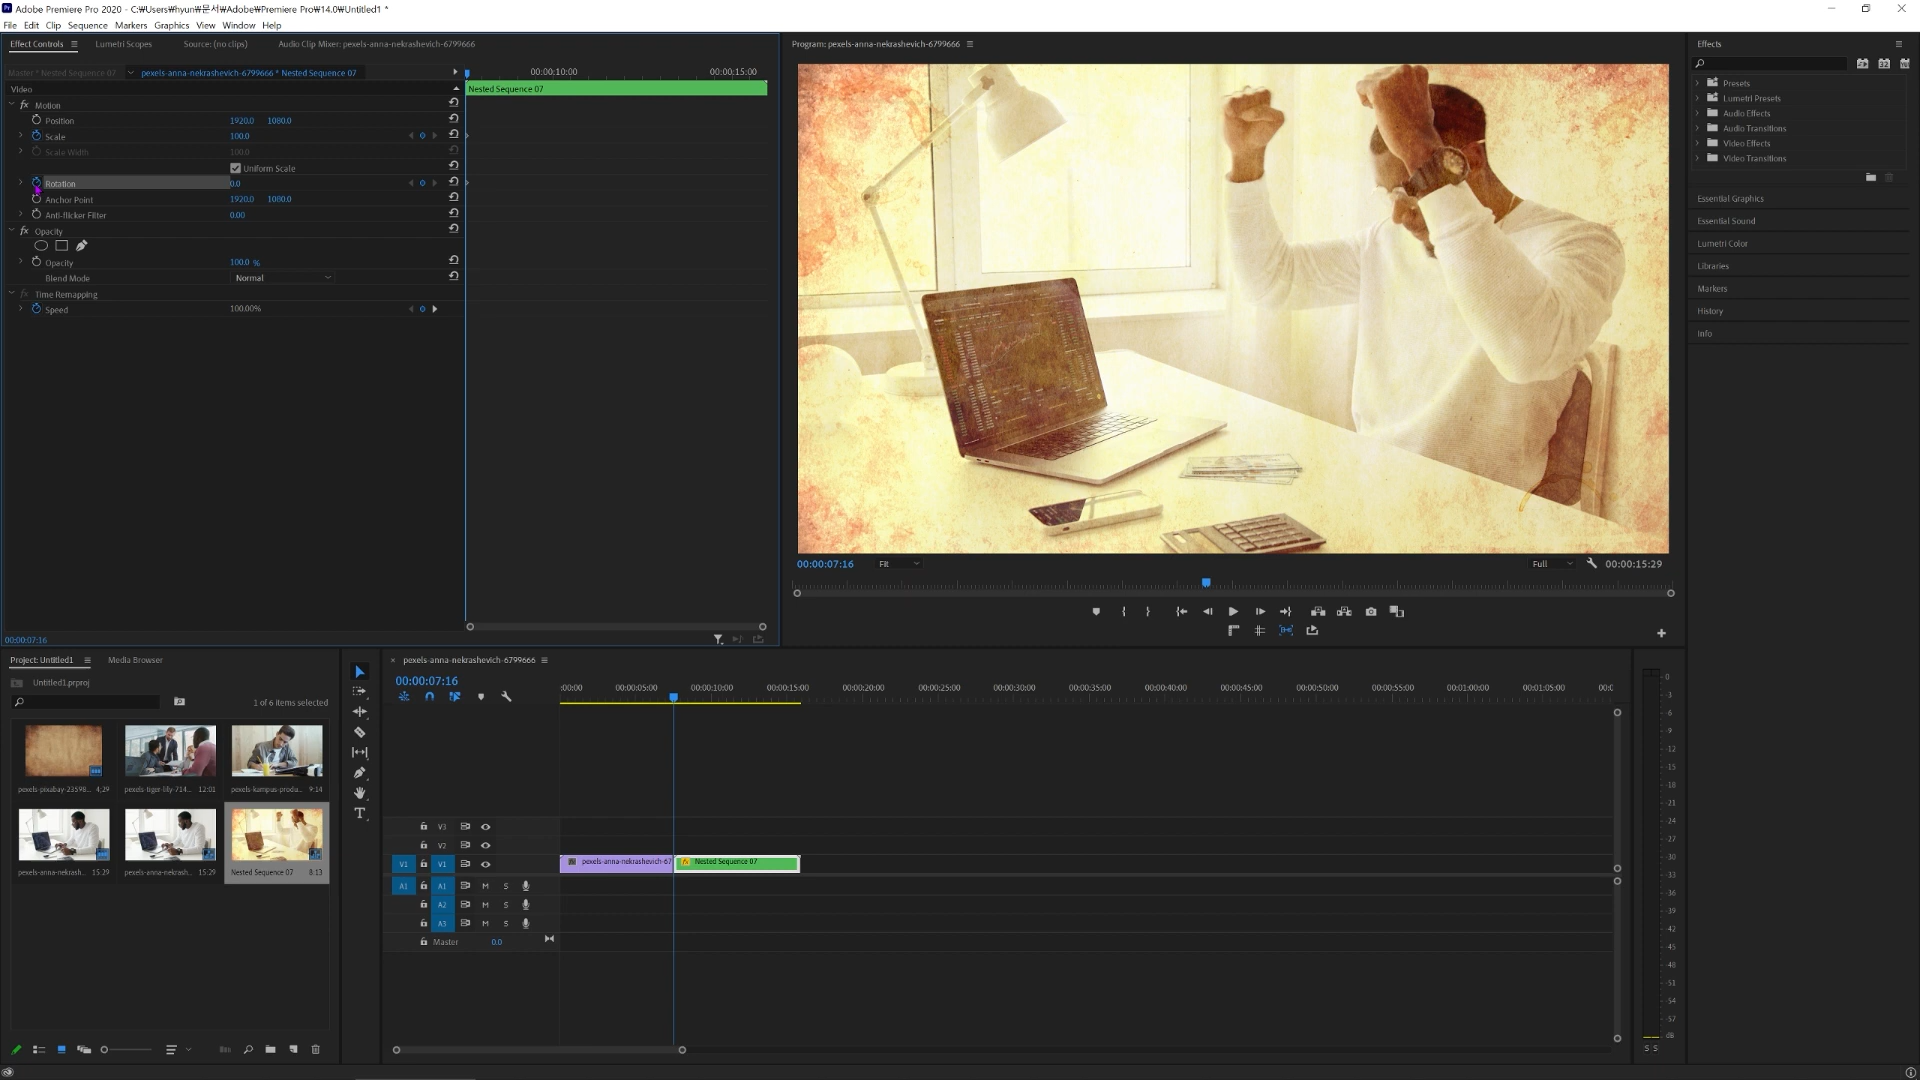 Adobe Premiere Pro 2020 - C:₩Users₩hyun₩문서₩Adobe₩Premiere Pro₩14.0₩Untitled1 *
File Edit Clip Sequence Markers Graphics View Window Help
Effect Controls Lumetri Scopes Source: (no clips) Audio Clip Mixer: pexels-anna-nekrashevich-6799666
Master * Nested Sequence 07 pexels-anna-nekrashevich-6799666 * Nested Sequence 07 00:00:10:00 00:00:15:00
Video Nested Sequence 07
fx Motion
Position 1920.0 1080.0
Scale 100.0
Scale Width 100.0
Uniform Scale
Rotation 0.0
Anchor Point 1920.0 1080.0
Anti-flicker Filter 0.00
fx Opacity
Opacity 100.0 %
Blend Mode Normal
fx Time Remapping
Speed 100.00%
00:00:07:16
Program: pexels-anna-nekrashevich-6799666
00:00:07:16 Fit Full 00:00:15:29
Effects
Presets
Lumetri Presets
Audio Effects
Audio Transitions
Video Effects
Video Transitions
Essential Graphics
Essential Sound
Lumetri Color
Libraries
Markers
History
Info
Project: Untitled1 Media Browser
Untitled1.prproj
1 of 6 items selected
pexels-pixabay-23598... 4;29 pexels-tiger-lily-714... 12:01 pexels-kampus-produ... 9:14
pexels-anna-nekrash... 15:29 pexels-anna-nekrash... 15:29 Nested Sequence 07 8:13
× pexels-anna-nekrashevich-6799666
00:00:07:16
:00:00 00:00:05:00 00:00:10:00 00:00:15:00 00:00:20:00 00:00:25:00 00:00:30:00 00:00:35:00 00:00:40:00 00:00:45:00 00:00:50:00 00:00:55:00 00:01:00:00 00:01:05:00 00:0
V3
V2
V1 V1 pexels-anna-nekrashevich-67 fx Nested Sequence 07
A1 A1 M S
A2 M S
A3 M S
Master 0.0
0
-3
-6
-9
-12
-15
-18
-21
-24
-27
-30
-33
-36
-39
-42
-45
-48
-51
-54
-57
dB
S S